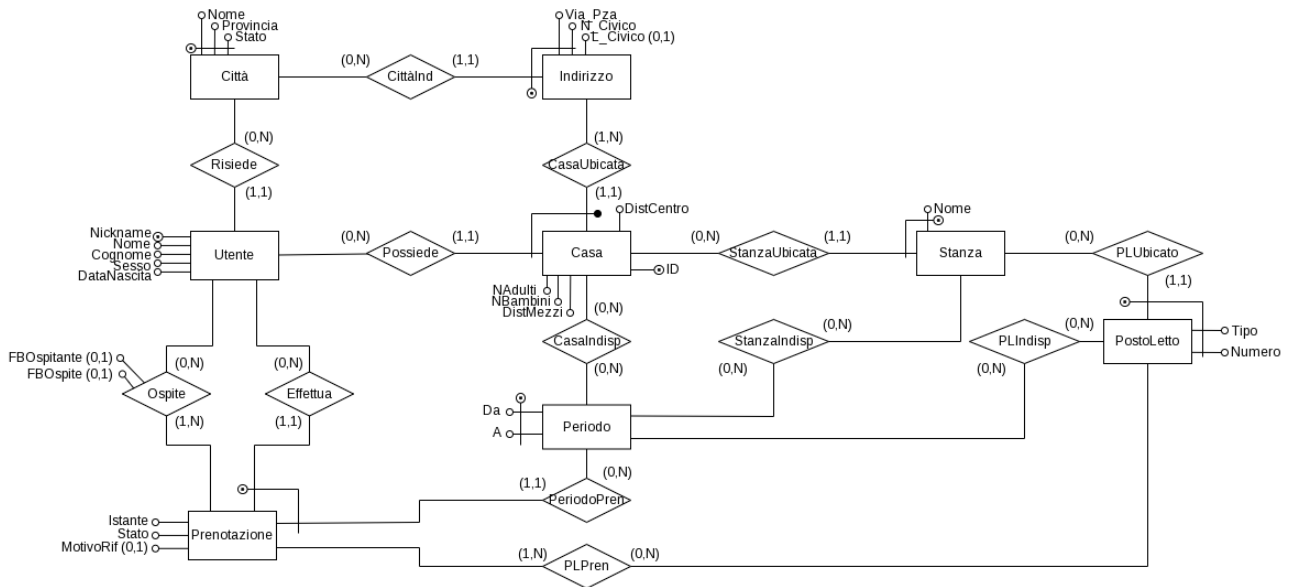 Nome
Provincia
Stato
Via_Pza
N_Civico
L_Civico (0,1)
Città
(0,N)
CittàInd
(1,1)
Indirizzo
(0,N)
Risiede
(1,1)
(1,N)
CasaUbicata
(1,1)
DistCentro
Nome
Nickname
Nome
Cognome
Sesso
DataNascita
Utente
(0,N)
Possiede
(1,1)
Casa
(0,N)
StanzaUbicata
(1,1)
Stanza
(0,N)
PLUbicato
(1,1)
ID
NAdulti
NBambini
DistMezzi
(0,N)
CasaIndisp
(0,N)
(0,N)
StanzaIndisp
(0,N)
(0,N)
PLIndisp
(0,N)
PostoLetto
Tipo
Numero
FBOspitante (0,1)
FBOspite (0,1)
(0,N)
Ospite
(1,N)
(0,N)
Effettua
(1,1)
Da
A
Periodo
(0,N)
(1,1)
PeriodoPren
Istante
Stato
MotivoRif (0,1)
Prenotazione
(1,N)
PLPren
(0,N)